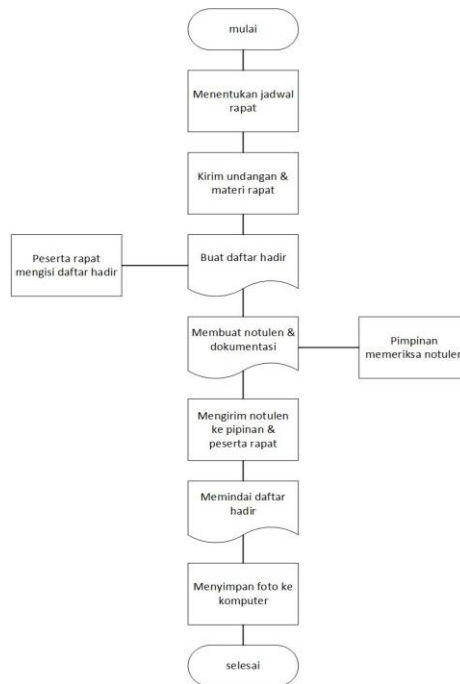 mulai
Menentukan jadwal
rapat
Kirim undangan &
materi rapat
Peserta rapat
mengisi daftar hadir
Buat daftar hadir
Membuat notulen &
dokumentasi
Pimpinan
memeriksa notulen
Mengirim notulen
ke pipinan &
peserta rapat
Memindai daftar
hadir
Menyimpan foto ke
komputer
selesai